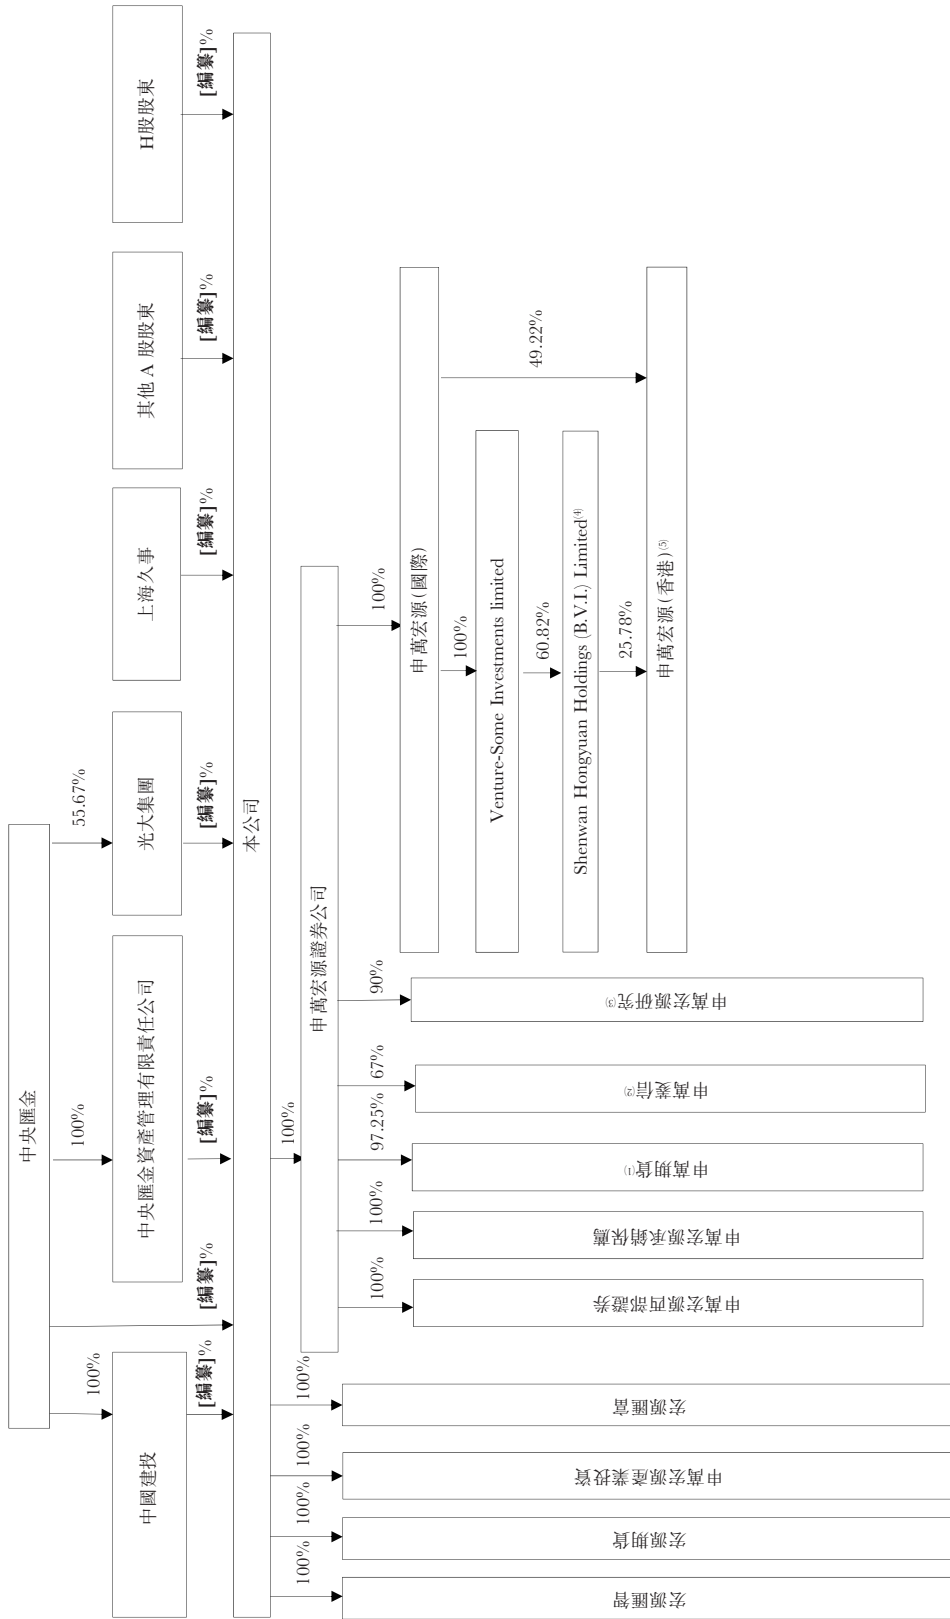 中央匯金
100%
100%
55.67%
中國建投
中央匯金資產管理有限責任公司
光大集團
上海久事
其他 A 股股東
H股股東
[編纂]%
[編纂]%
[編纂]%
[編纂]%
[編纂]%
[編纂]%
[編纂]%
本公司
100%
100%
100%
100%
100%
宏源匯智
宏源期貨
申萬宏源產業投資
宏源匯富
申萬宏源證券公司
100%
100%
97.25%
67%
90%
100%
申萬宏源西部證券
申萬宏源承銷保薦
申萬期貨(1)
申萬菱信(2)
申萬宏源研究(3)
申萬宏源(國際)
100%
49.22%
Venture-Some Investments limited
60.82%
Shenwan Hongyuan Holdings (B.V.I.) Limited(4)
25.78%
申萬宏源(香港)(5)